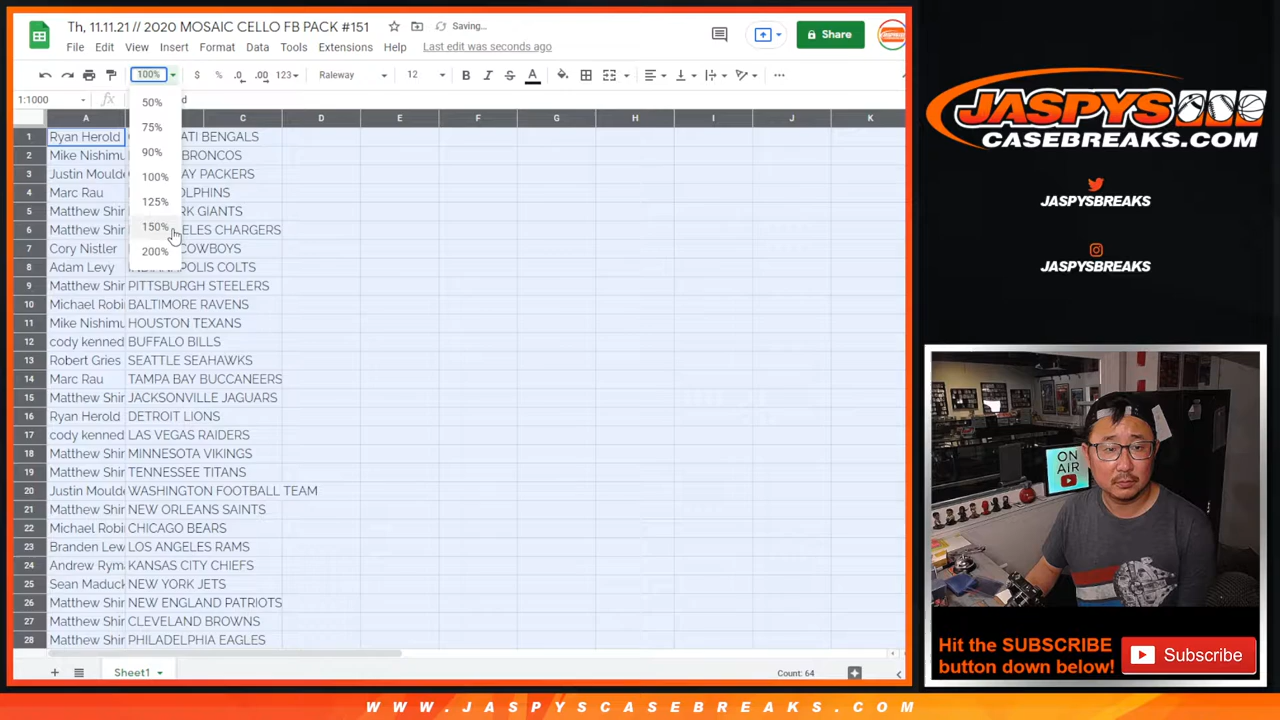 Th, 11.11.21 // 2020 MOSAIC CELLO FB PACK #151 Saving...
File Edit View Insert Format Data Tools Extensions Help Last edit was seconds ago
Share
100% $ % .0 .00 123 Raleway 12 B I S A
1:1000 fx d
50%
75%
90%
100%
125%
150%
200%
A C D E F G H I J K
1 Ryan Herold ATI BENGALS
2 Mike Nishimu BRONCOS
3 Justin Moulde AY PACKERS
4 Marc Rau OLPHINS
5 Matthew Shir RK GIANTS
6 Matthew Shir ELES CHARGERS
7 Cory Nistler COWBOYS
8 Adam Levy INDIANAPOLIS COLTS
9 Matthew Shir PITTSBURGH STEELERS
10 Michael Robi BALTIMORE RAVENS
11 Mike Nishimu HOUSTON TEXANS
12 cody kenned BUFFALO BILLS
13 Robert Gries SEATTLE SEAHAWKS
14 Marc Rau TAMPA BAY BUCCANEERS
15 Matthew Shir JACKSONVILLE JAGUARS
16 Ryan Herold DETROIT LIONS
17 cody kenned LAS VEGAS RAIDERS
18 Matthew Shir MINNESOTA VIKINGS
19 Matthew Shir TENNESSEE TITANS
20 Justin Moulde WASHINGTON FOOTBALL TEAM
21 Matthew Shir NEW ORLEANS SAINTS
22 Michael Robi CHICAGO BEARS
23 Branden Lew LOS ANGELES RAMS
24 Andrew Ryma KANSAS CITY CHIEFS
25 Sean Maduck NEW YORK JETS
26 Matthew Shir NEW ENGLAND PATRIOTS
27 Matthew Shir CLEVELAND BROWNS
28 Matthew Shir PHILADELPHIA EAGLES
Sheet1 Count: 64
JASPYS
CASEBREAKS.COM
JASPYSBREAKS
JASPYSBREAKS
ON
AIR
Hit the SUBSCRIBE
button down below!
Subscribe
WWW.JASPYSCASEBREAKS.COM